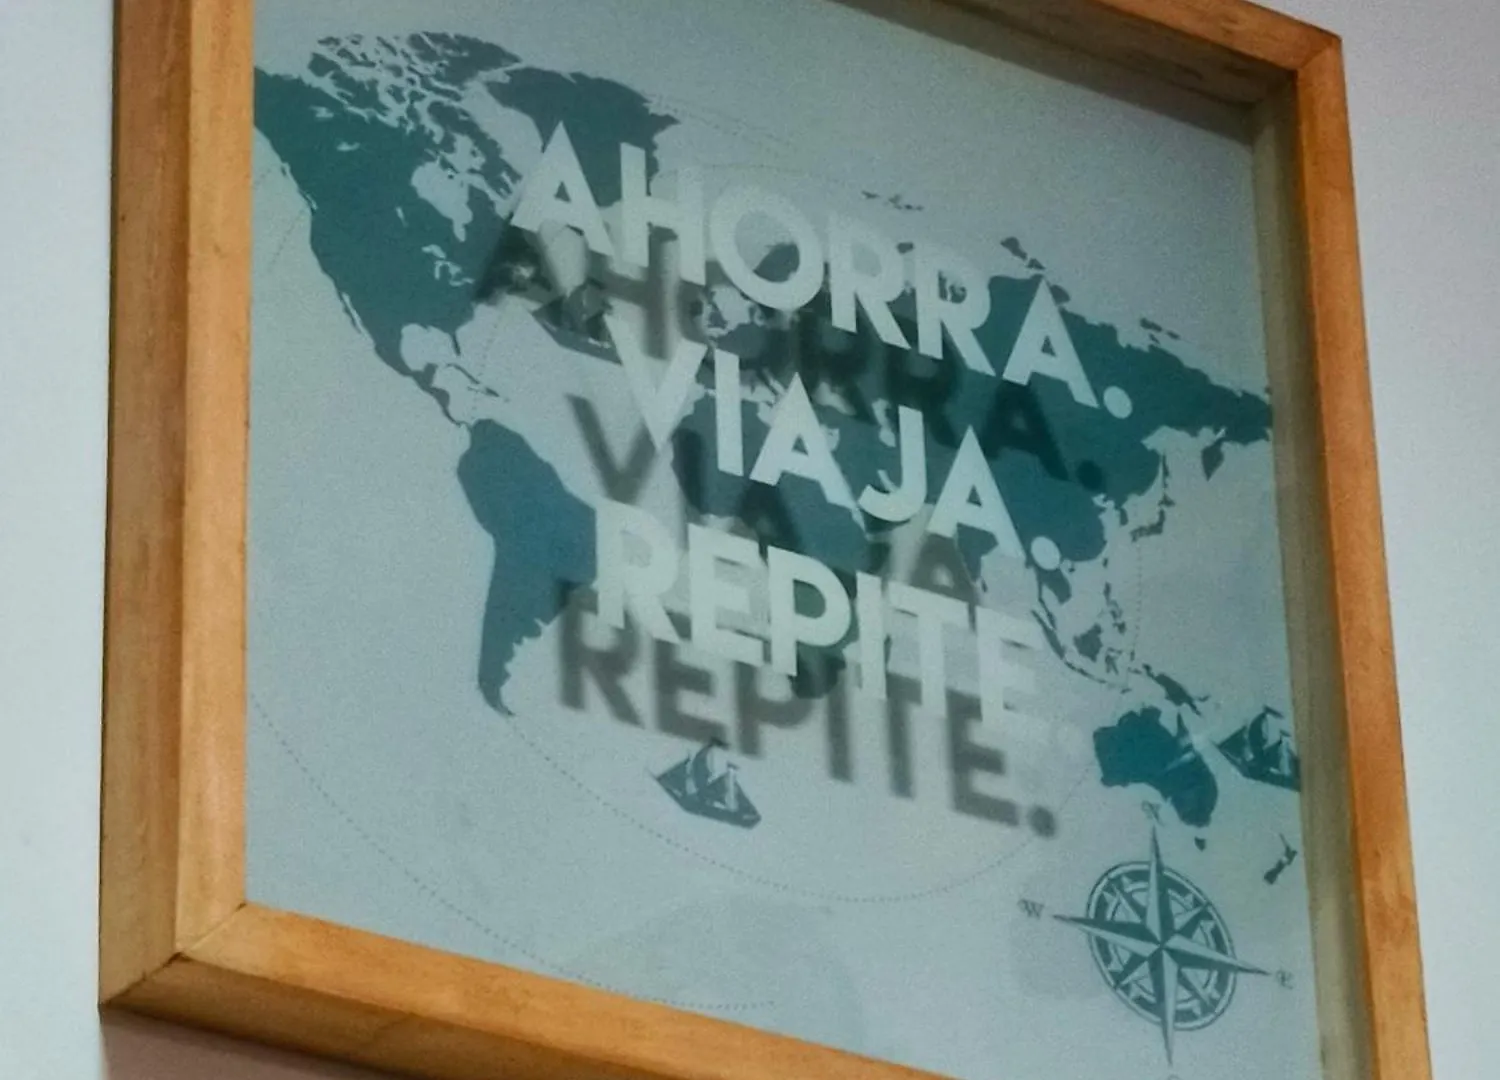 AHORRA.
VIAJA.
REPITE.
N
W
E